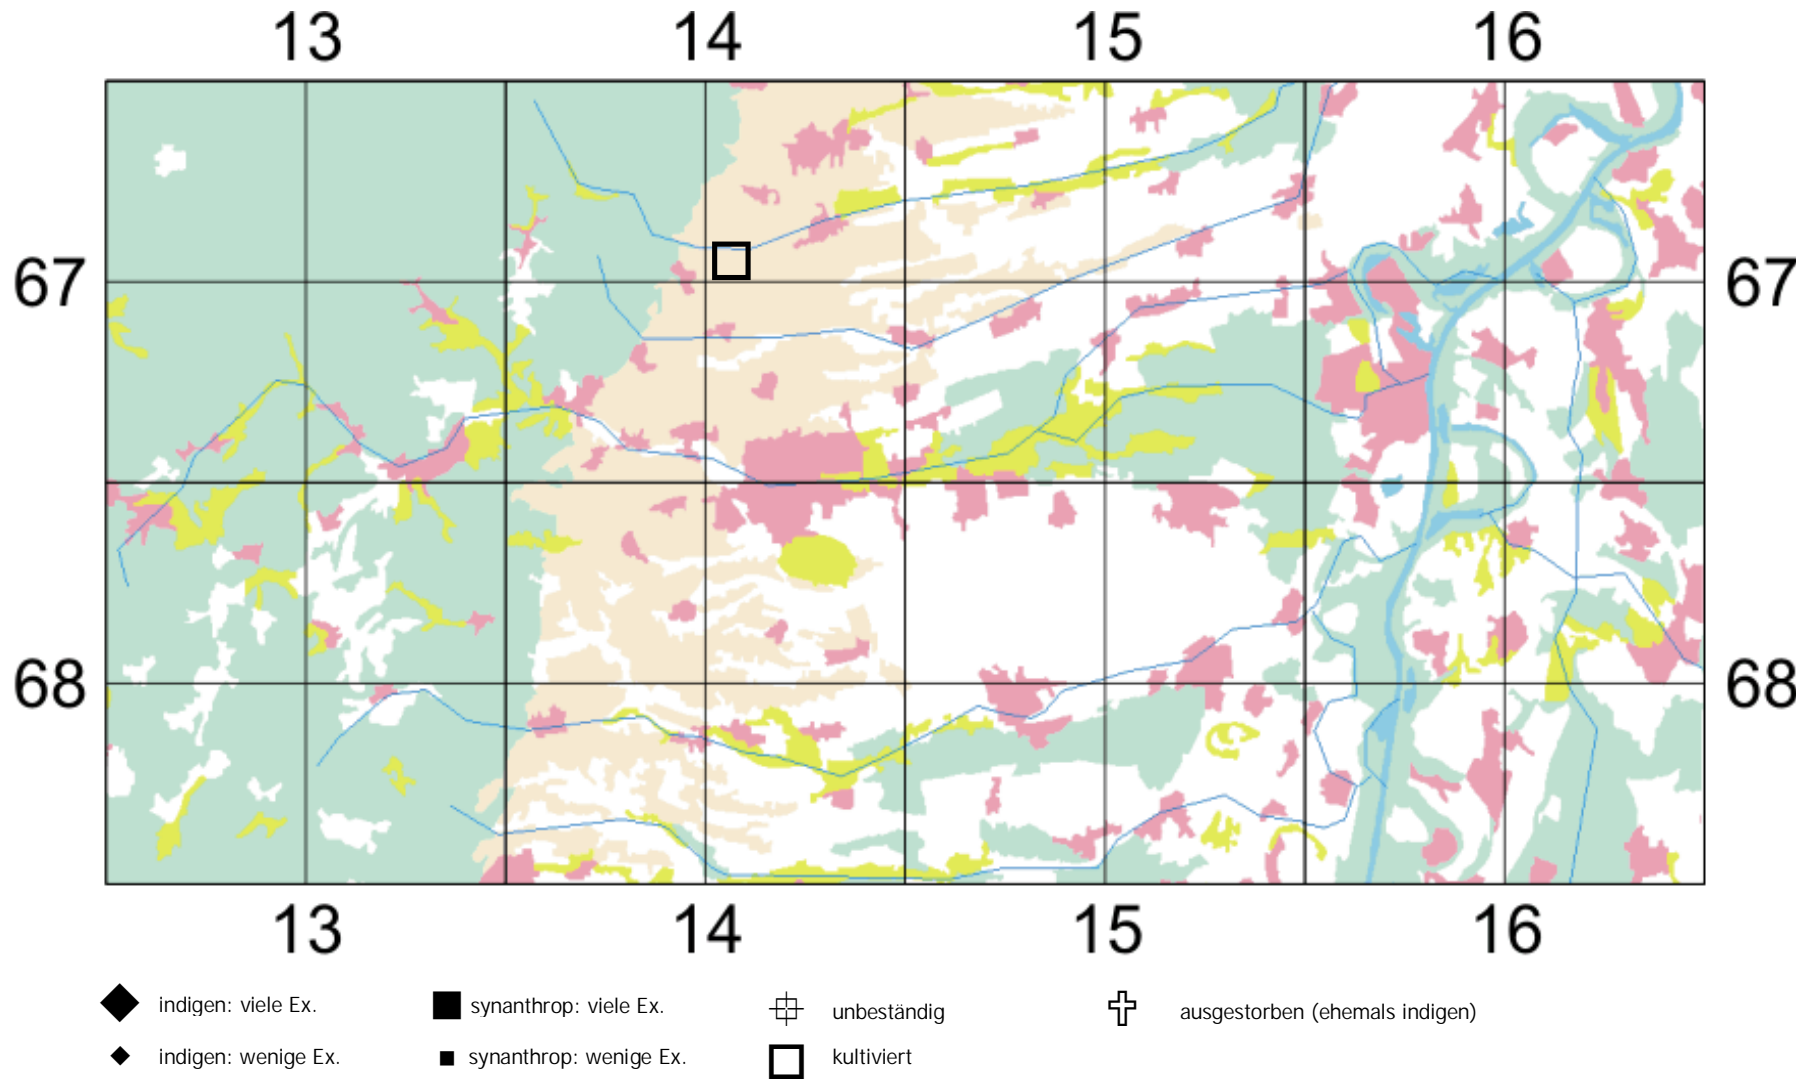 13 14 15 16
67 67
68 68
13 14 15 16
indigen: viele Ex. synanthrop: viele Ex. unbeständig ausgestorben (ehemals indigen)
indigen: wenige Ex. synanthrop: wenige Ex. kultiviert